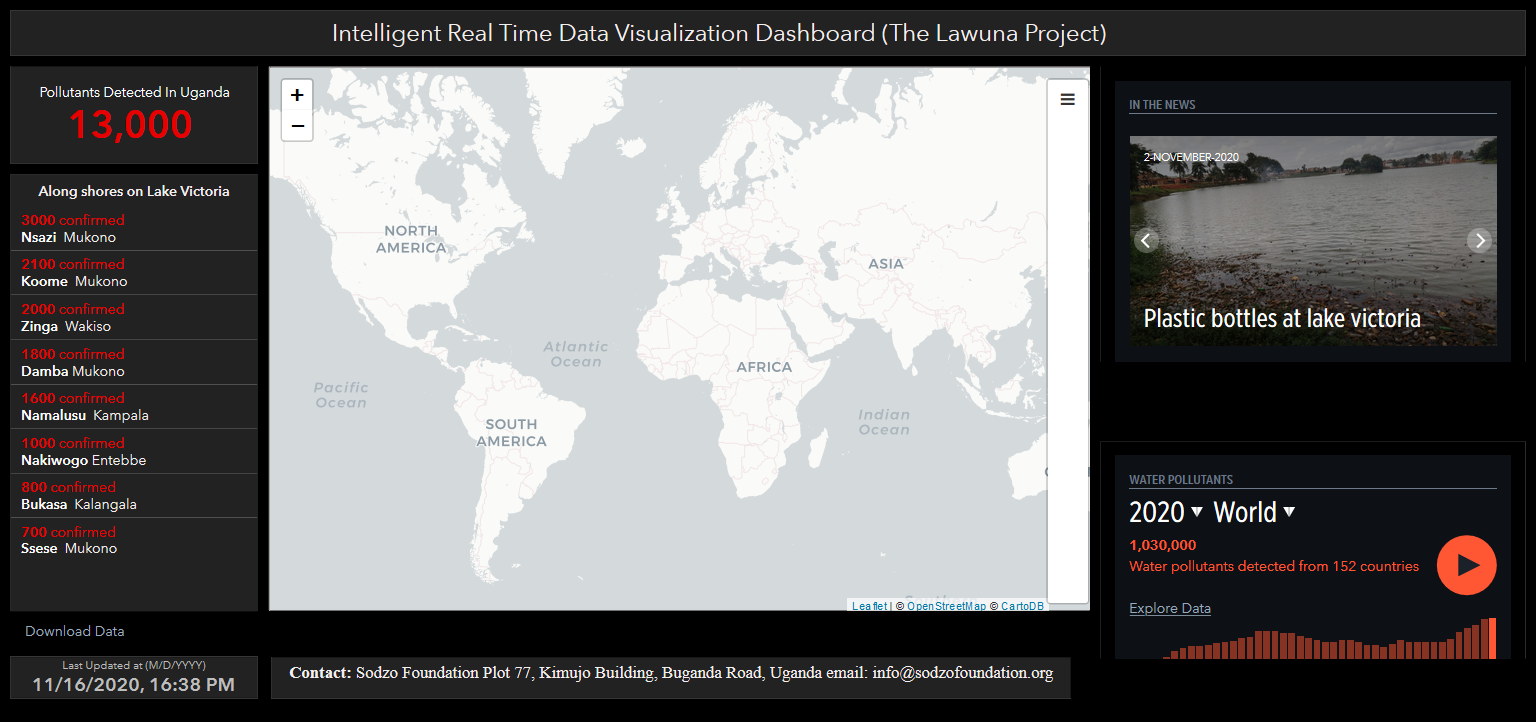 Intelligent Real Time Data Visualization Dashboard (The Lawuna Project)
Pollutants Detected In Uganda
13,000
Along shores on Lake Victoria
3000 confirmed
Nsazi Mukono
2100 confirmed
Koome Mukono
2000 confirmed
Zinga Wakiso
1800 confirmed
Damba Mukono
1600 confirmed
Namalusu Kampala
1000 confirmed
Nakiwogo Entebbe
800 confirmed
Bukasa Kalangala
700 confirmed
Ssese Mukono
Download Data
Last Updated at (M/D/YYYY)
11/16/2020, 16:38 PM
+
−
NORTH
AMERICA
ASIA
Atlantic
Ocean
AFRICA
Pacific
Ocean
Indian
Ocean
SOUTH
AMERICA
Leaflet | © OpenStreetMap © CartoDB
Contact: Sodzo Foundation Plot 77, Kimujo Building, Buganda Road, Uganda email: info@sodzofoundation.org
IN THE NEWS
2-NOVEMBER-2020
Plastic bottles at lake victoria
WATER POLLUTANTS
2020 World
1,030,000
Water pollutants detected from 152 countries
Explore Data